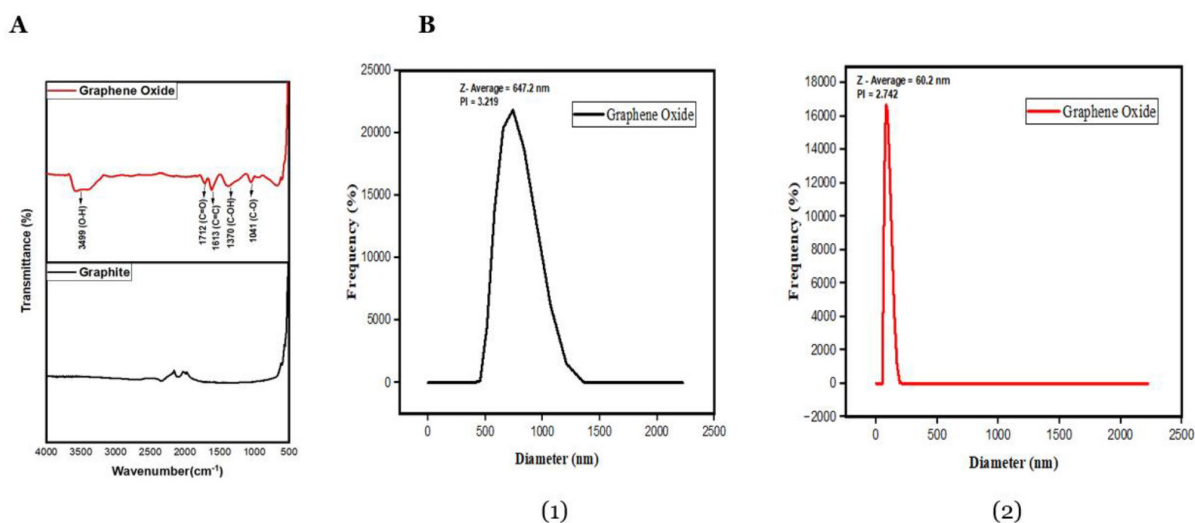 A
B
Graphene Oxide
3499 (O-H)
1712 (C=O)
1613 (C=C)
1370 (C-OH)
1041 (C-O)
Graphite
Transmittance (%)
4000 3500 3000 2500 2000 1500 1000 500
Wavenumber(cm-1)
Z- Average = 647.2 nm
PI = 3.219
Graphene Oxide
25000
20000
15000
10000
5000
0
Frequency (%)
0 500 1000 1500 2000 2500
Diameter (nm)
(1)
Z - Average = 60.2 nm
PI = 2.742
Graphene Oxide
18000
16000
14000
12000
10000
8000
6000
4000
2000
0
−2000
Frequency (%)
0 500 1000 1500 2000 2500
Diameter (nm)
(2)